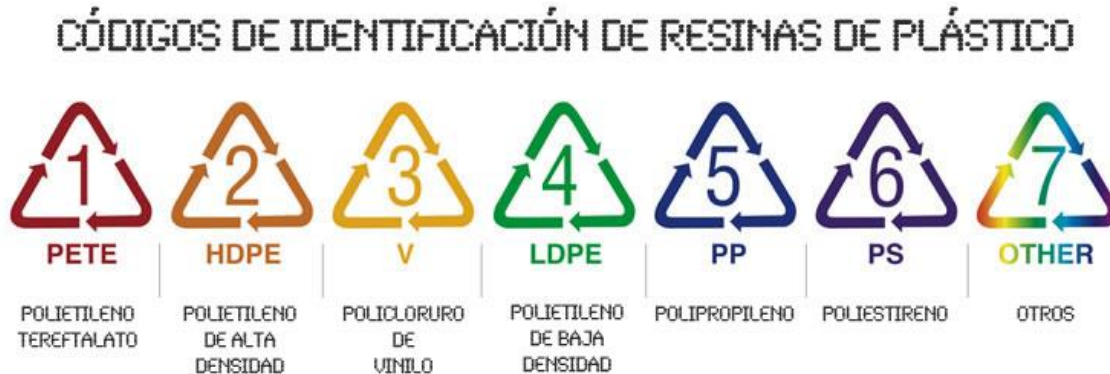 CÓDIGOS DE IDENTIFICACIÓN DE RESINAS DE PLÁSTICO
1 2 3 4 5 6 7
PETE HDPE V LDPE PP PS OTHER
POLIETILENO TEREFTALATO
POLIETILENO DE ALTA DENSIDAD
POLICLORURO DE VINILO
POLIETILENO DE BAJA DENSIDAD
POLIPROPILENO
POLIESTIRENO
OTROS